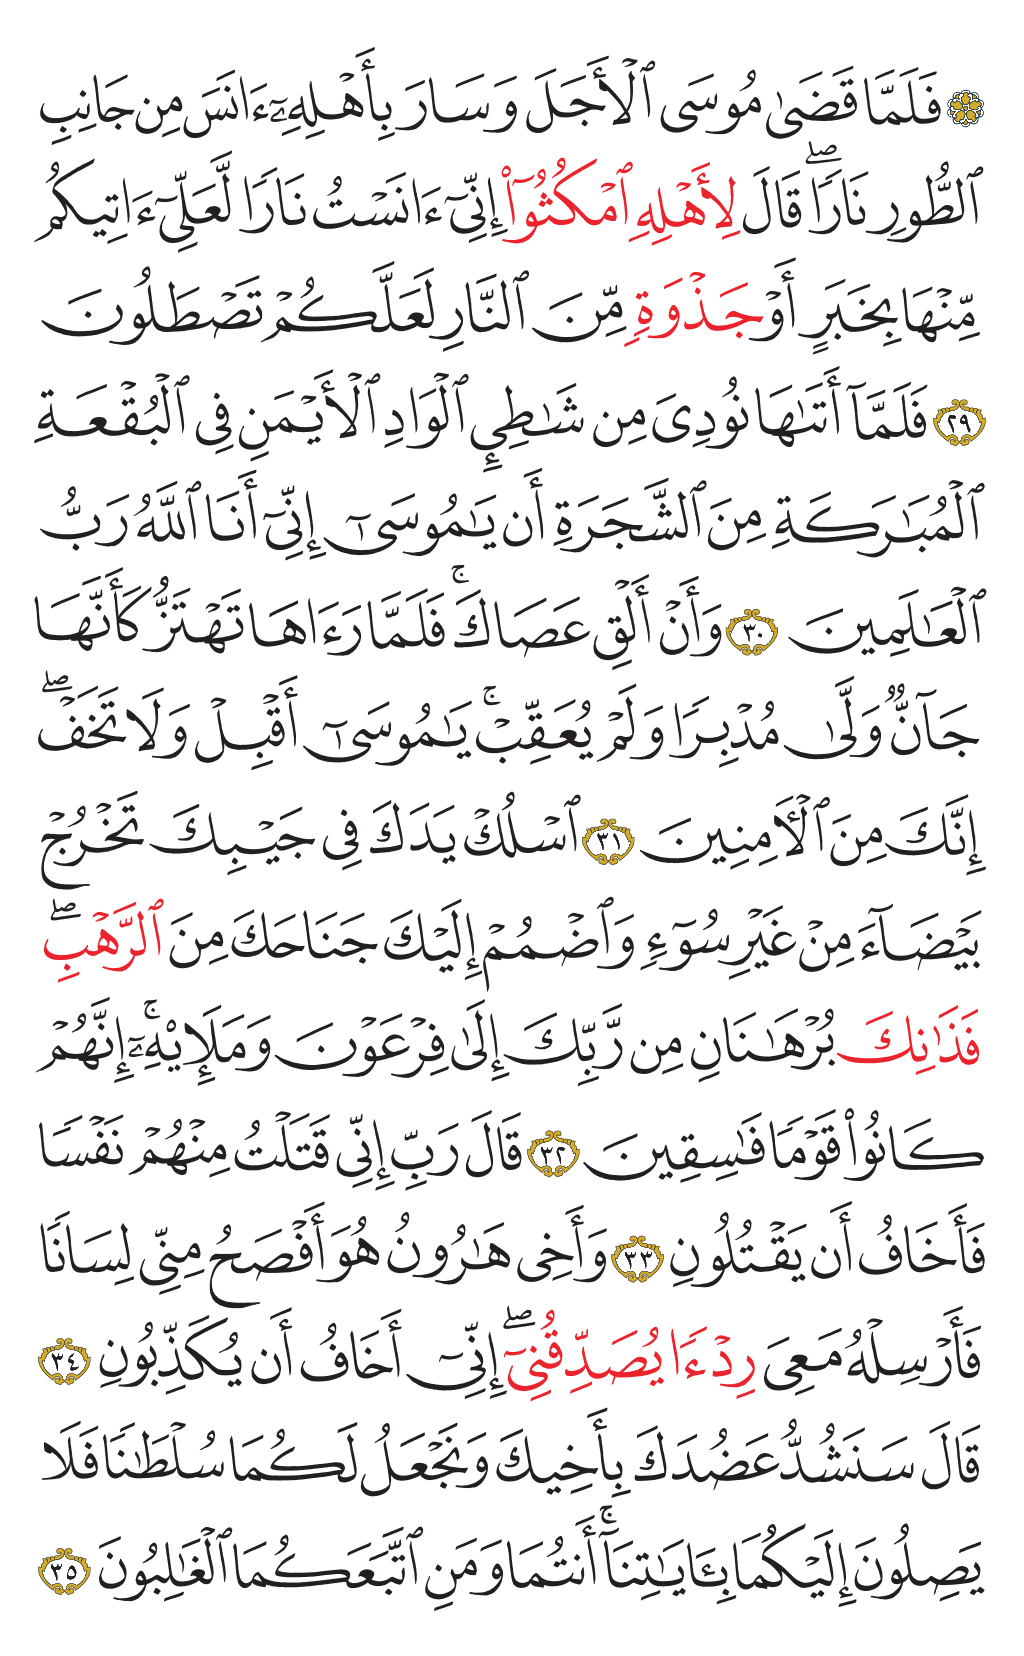 ۞ فَلَمَّا قَضَىٰ مُوسَى ٱلْأَجَلَ وَسَارَ بِأَهْلِهِۦٓ ءَانَسَ مِن جَانِبِ
ٱلطُّورِ نَارًاۖ قَالَ لِأَهْلِهِ ٱمْكُثُوٓا۟ إِنِّىٓ ءَانَسْتُ نَارًا لَّعَلِّىٓ ءَاتِيكُم
مِّنْهَا بِخَبَرٍ أَوْ جَذْوَةٍ مِّنَ ٱلنَّارِ لَعَلَّكُمْ تَصْطَلُونَ
٢٩ فَلَمَّآ أَتَىٰهَا نُودِىَ مِن شَٰطِئِ ٱلْوَادِ ٱلْأَيْمَنِ فِى ٱلْبُقْعَةِ
ٱلْمُبَٰرَكَةِ مِنَ ٱلشَّجَرَةِ أَن يَٰمُوسَىٰٓ إِنِّىٓ أَنَا ٱللَّهُ رَبُّ
ٱلْعَٰلَمِينَ ٣٠ وَأَنْ أَلْقِ عَصَاكَۚ فَلَمَّا رَءَاهَا تَهْتَزُّ كَأَنَّهَا
جَآنٌّ وَلَّىٰ مُدْبِرًا وَلَمْ يُعَقِّبْۚ يَٰمُوسَىٰٓ أَقْبِلْ وَلَا تَخَفْۖ
إِنَّكَ مِنَ ٱلْـَٔامِنِينَ ٣١ ٱسْلُكْ يَدَكَ فِى جَيْبِكَ تَخْرُجْ
بَيْضَآءَ مِنْ غَيْرِ سُوٓءٍ وَٱضْمُمْ إِلَيْكَ جَنَاحَكَ مِنَ ٱلرَّهْبِۖ
فَذَٰنِكَ بُرْهَٰنَانِ مِن رَّبِّكَ إِلَىٰ فِرْعَوْنَ وَمَلَإِي۟هِۦٓۚ إِنَّهُمْ
كَانُوا۟ قَوْمًا فَٰسِقِينَ ٣٢ قَالَ رَبِّ إِنِّى قَتَلْتُ مِنْهُمْ نَفْسًا
فَأَخَافُ أَن يَقْتُلُونِ ٣٣ وَأَخِى هَٰرُونُ هُوَ أَفْصَحُ مِنِّى لِسَانًا
فَأَرْسِلْهُ مَعِىَ رِدْءًا يُصَدِّقُنِىٓۖ إِنِّىٓ أَخَافُ أَن يُكَذِّبُونِ ٣٤
قَالَ سَنَشُدُّ عَضُدَكَ بِأَخِيكَ وَنَجْعَلُ لَكُمَا سُلْطَٰنًا فَلَا
يَصِلُونَ إِلَيْكُمَا بِـَٔايَٰتِنَآۚ أَنتُمَا وَمَنِ ٱتَّبَعَكُمَا ٱلْغَٰلِبُونَ ٣٥